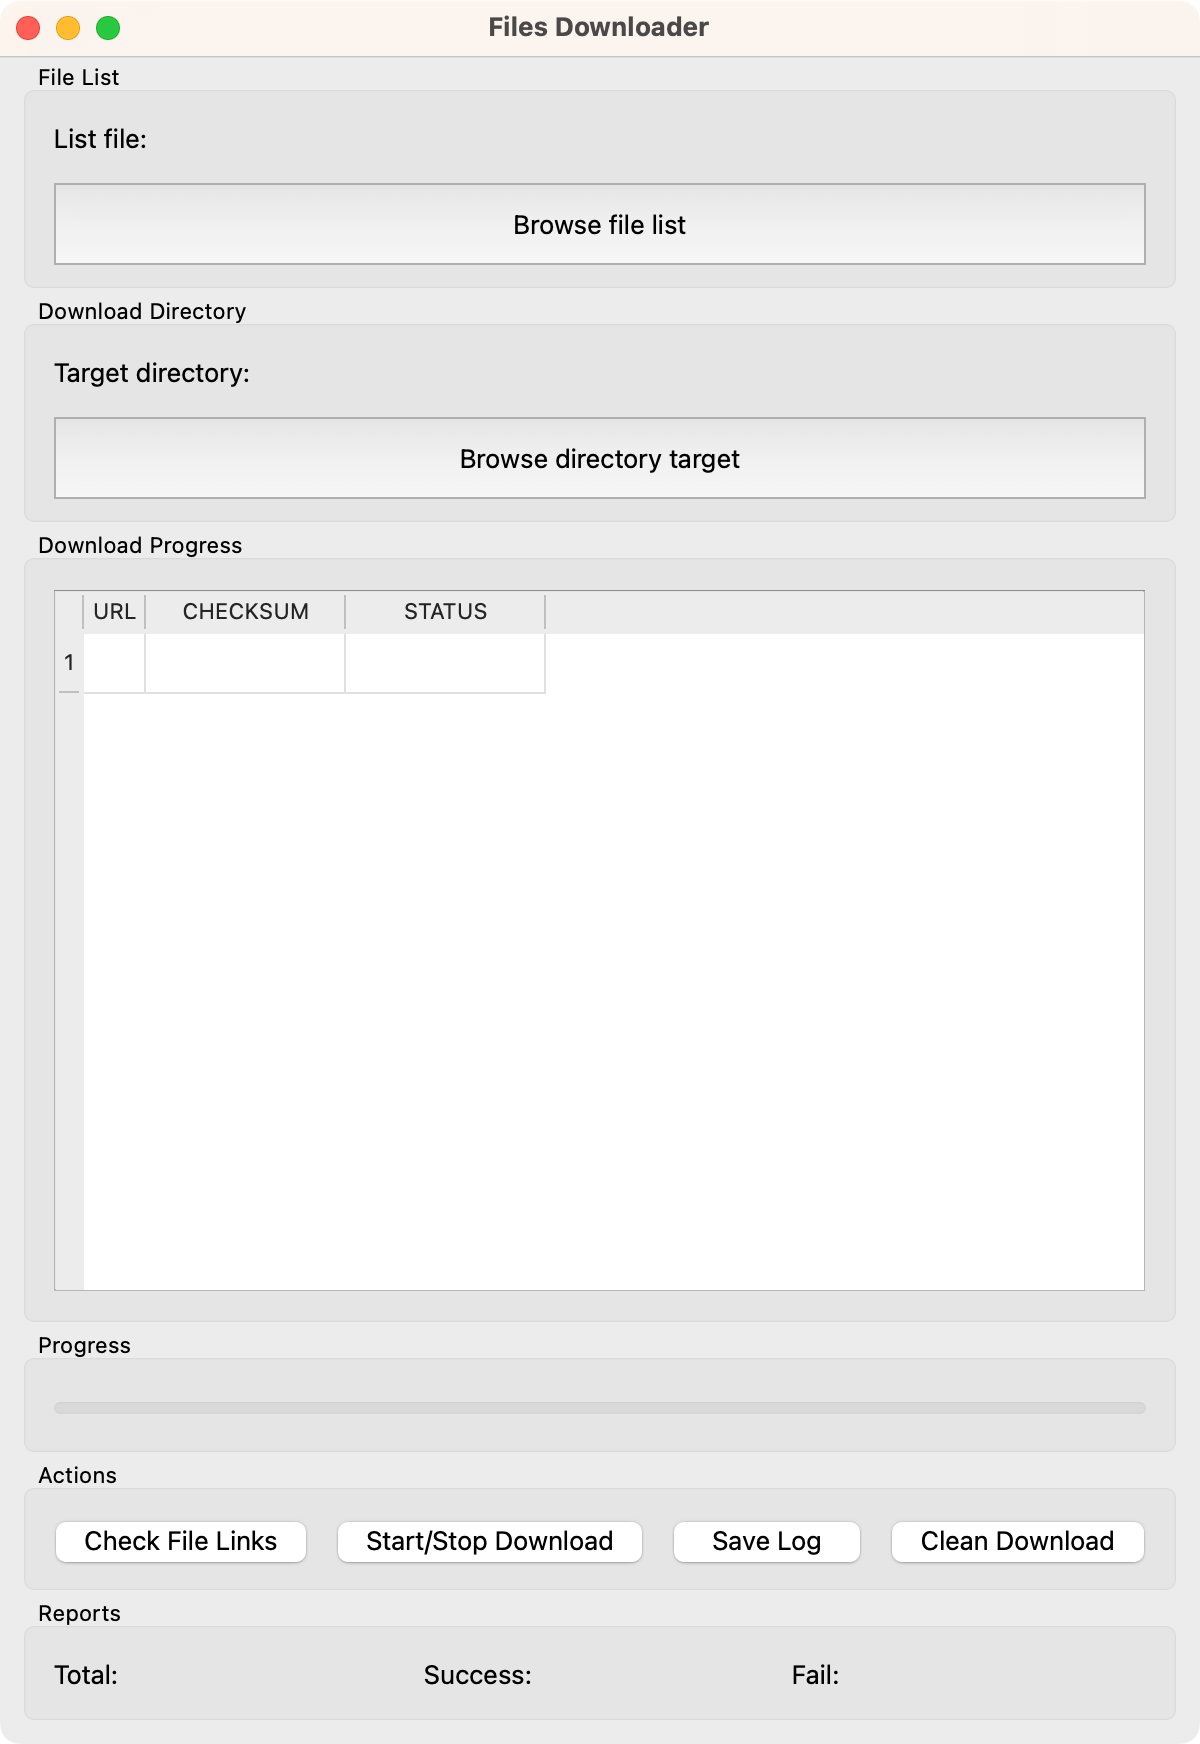 Files Downloader
File List
List file:
Browse file list
Download Directory
Target directory:
Browse directory target
Download Progress
URL CHECKSUM STATUS
1
Progress
Actions
Check File Links Start/Stop Download Save Log Clean Download
Reports
Total: Success: Fail: